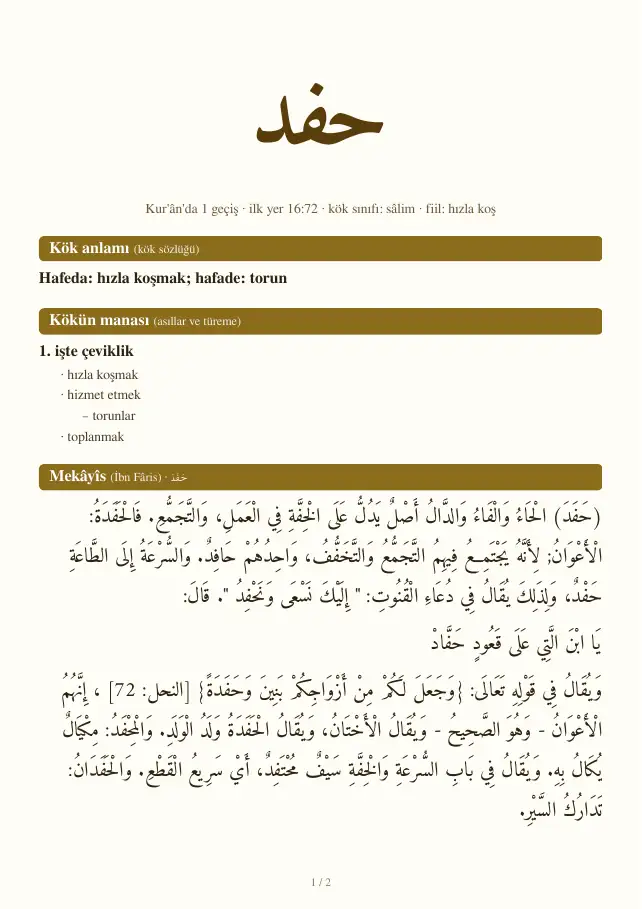 حفد
Kur'ân'da 1 geçiş · ilk yer 16:72 · kök sınıfı: sâlim · fiil: hızla koş
Kök anlamı (kök sözlüğü)
Hafeda: hızla koşmak; hafade: torun
Kökün manası (asıllar ve türeme)
1. işte çeviklik
· hızla koşmak
· hizmet etmek
– torunlar
· toplanmak
Mekâyîs (İbn Fâris) · حَفَدَ
(حَفَدَ) الْحَاءُ وَالْفَاءُ وَالدَّالُ أَصْلٌ يَدُلُّ عَلَى الْخِفَّةِ فِي الْعَمَلِ، وَالتَّجَمُّعِ. فَالْحَفَدَةُ:
الْأَعْوَانُ; لِأَنَّهُ يَجْتَمِعُ فِيهِمُ التَّجَمُّعُ وَالتَّخَفُّفُ، وَاحِدُهُمْ حَافِدٌ. وَالسُّرْعَةُ إِلَى الطَّاعَةِ
حَفْدٌ، وَلِذَلِكَ يُقَالُ فِي دُعَاءِ الْقُنُوتِ: " إِلَيْكَ نَسْعَى وَنَحْفِدُ ". قَالَ:
يَا ابْنَ الَّتِي عَلَى قَعُودٍ حَفَّادْ
وَيُقَالُ فِي قَوْلِهِ تَعَالَى: {وَجَعَلَ لَكُمْ مِنْ أَزْوَاجِكُمْ بَنِينَ وَحَفَدَةً} [النحل: 72] ، إِنَّهُمُ
الْأَعْوَانُ - وَهُوَ الصَّحِيحُ - وَيُقَالُ الْأَخْتَانُ، وَيُقَالُ الْحَفَدَةُ وَلَدُ الْوَلَدِ. وَالْمِحْفَدُ: مِكْيَالٌ
يُكَالُ بِهِ. وَيُقَالُ فِي بَابِ السُّرْعَةِ وَالْخِفَّةِ سَيْفٌ مُحْتَفِدٌ، أَيْ سَرِيعُ الْقَطْعِ. وَالْحَفَدَانُ:
تَدَارُكُ السَّيْرِ.
1 / 2